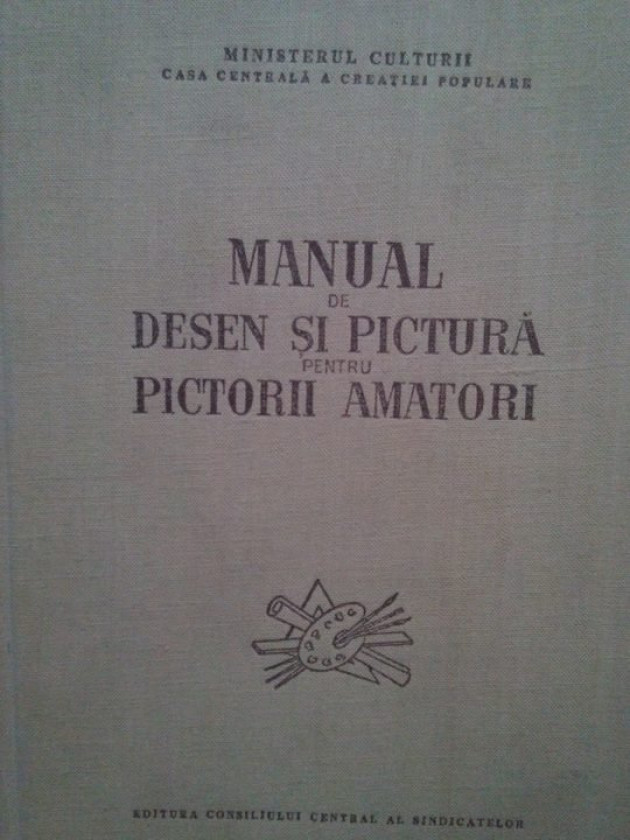 MINISTERUL CULTURII
CASA CENTRALĂ A CREAȚIEI POPULARE
MANUAL
DE
DESEN ȘI PICTURĂ
PENTRU
PICTORII AMATORI
EDITURA CONSILIULUI CENTRAL AL SINDICATELOR